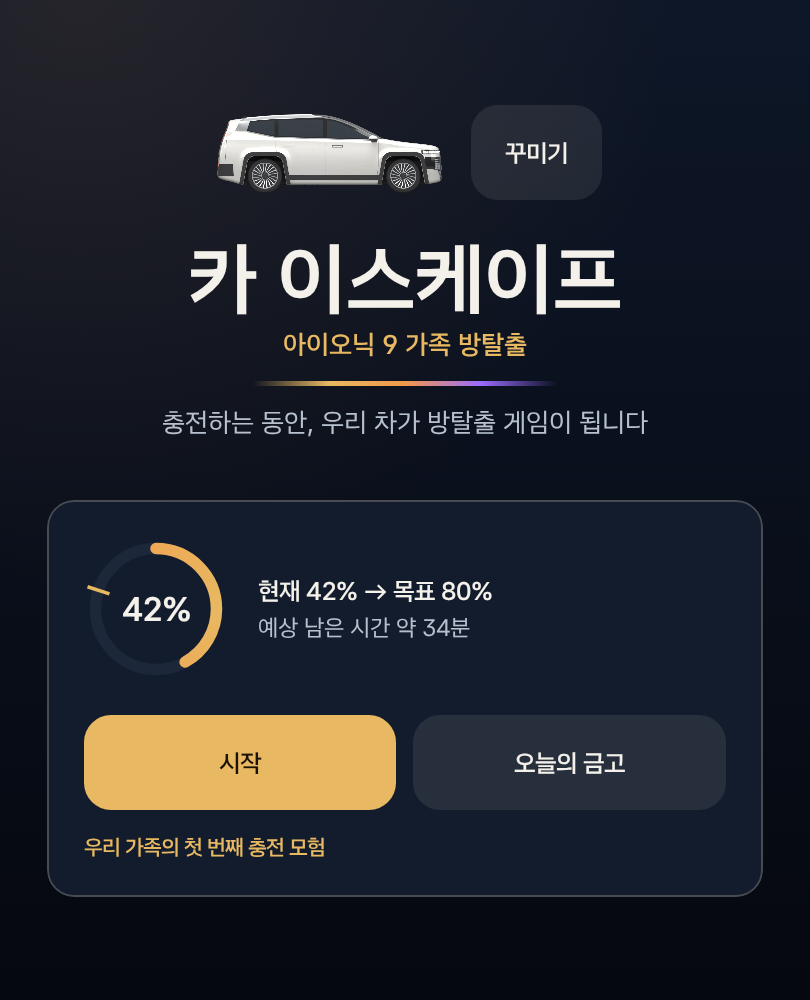 꾸미기
카 이스케이프
아이오닉 9 가족 방탈출
충전하는 동안, 우리 차가 방탈출 게임이 됩니다
42%
현재 42% → 목표 80%
예상 남은 시간 약 34분
시작
오늘의 금고
우리 가족의 첫 번째 충전 모험